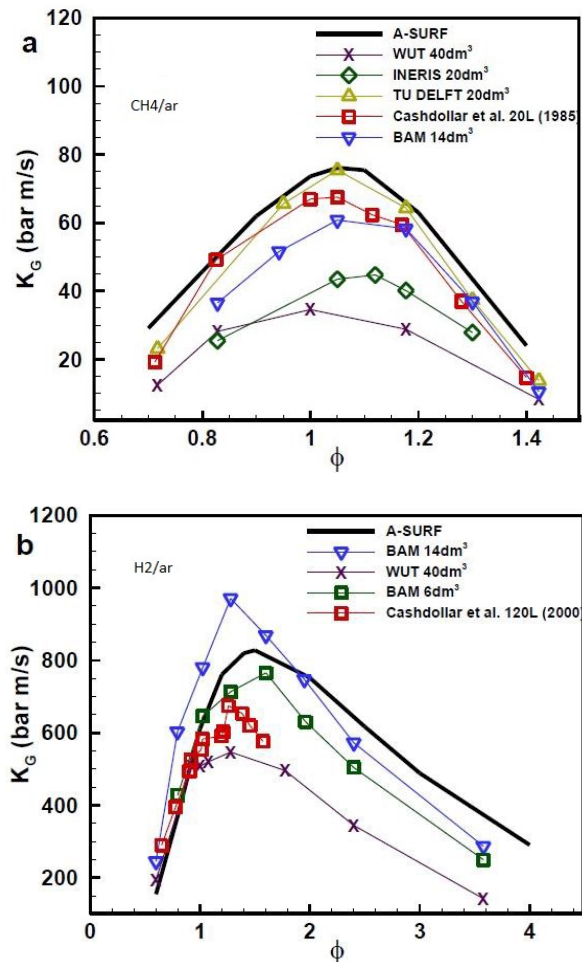 a
120
A-SURF
WUT 40dm³
100
INERIS 20dm³
TU DELFT 20dm³
CH4/ar
Cashdollar et al. 20L (1985)
80
BAM 14dm³
60
K_G (bar m/s)
40
20
0.6 0.8 1 1.2 1.4
ϕ
b
1200
A-SURF
H2/ar
BAM 14dm³
WUT 40dm³
1000
BAM 6dm³
Cashdollar et al. 120L (2000)
800
K_G (bar m/s)
600
400
200
0 1 2 3 4
ϕ